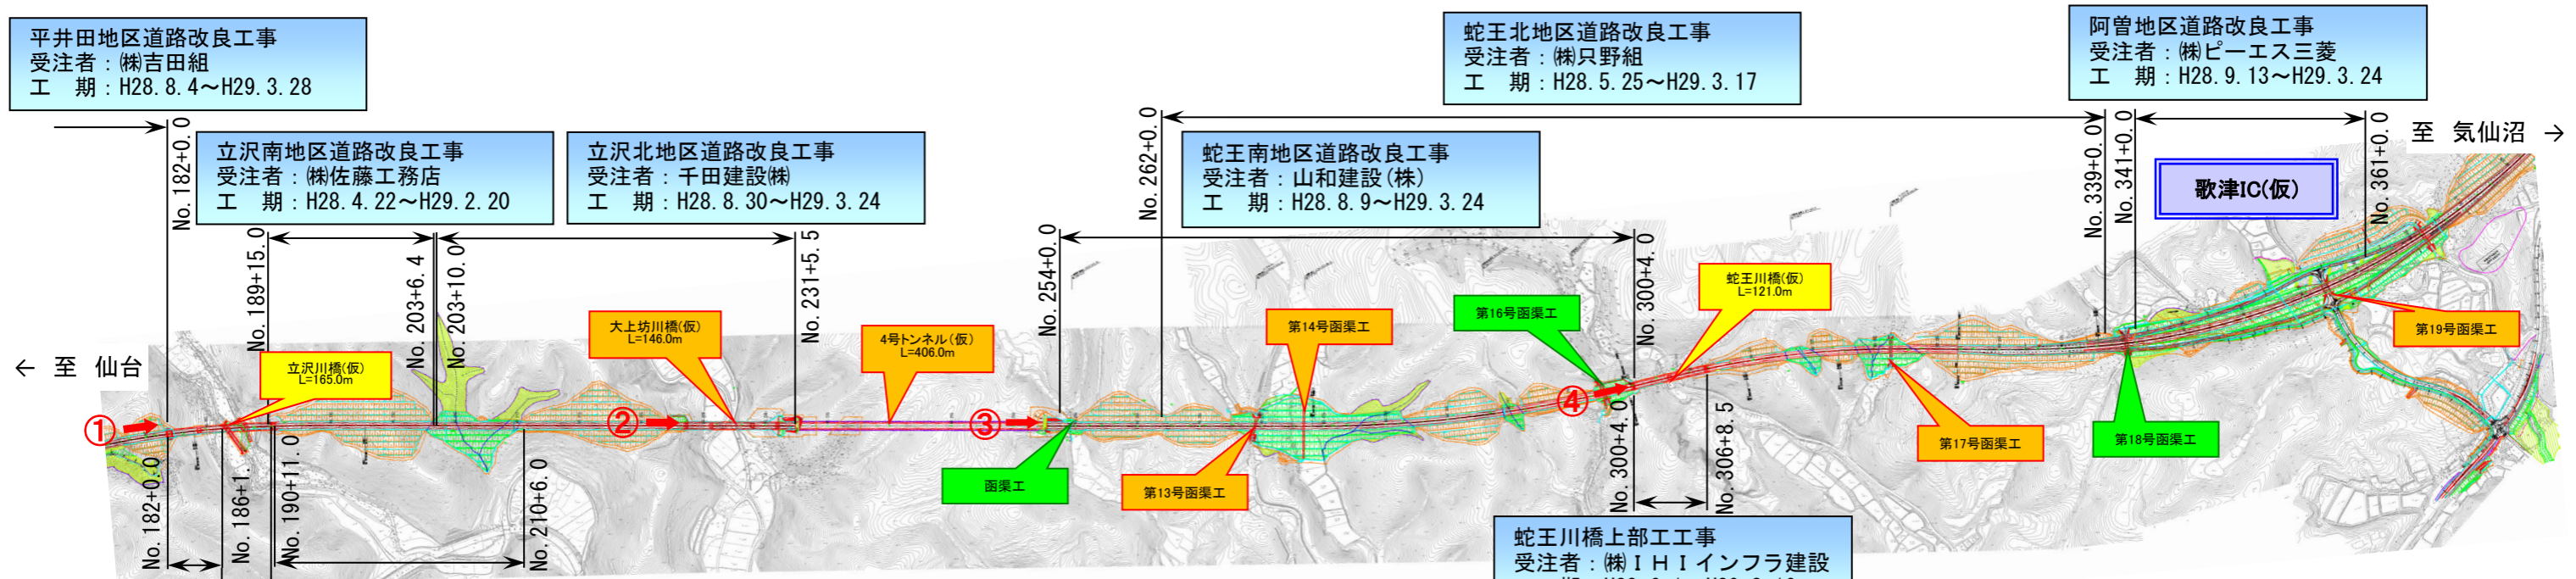 平井田地区道路改良工事
受注者：㈱吉田組
工　期：H28.8.4～H29.3.28
立沢南地区道路改良工事
受注者：㈱佐藤工務店
工　期：H28.4.22～H29.2.20
立沢北地区道路改良工事
受注者：千田建設㈱
工　期：H28.8.30～H29.3.24
蛇王北地区道路改良工事
受注者：㈱只野組
工　期：H28.5.25～H29.3.17
蛇王南地区道路改良工事
受注者：山和建設(株)
工　期：H28.8.9～H29.3.24
阿曽地区道路改良工事
受注者：㈱ピーエス三菱
工　期：H28.9.13～H29.3.24
至 気仙沼 →
歌津IC(仮)
No.182+0.0
No.189+15.0
No.203+6.4
No.203+10.0
No.231+5.5
No.254+0.0
No.262+0.0
No.300+4.0
No.339+0.0
No.341+0.0
No.361+0.0
← 至 仙台
立沢川橋(仮)
L=165.0m
大上坊川橋(仮)
L=146.0m
4号トンネル(仮)
L=406.0m
第14号函渠工
第16号函渠工
蛇王川橋(仮)
L=121.0m
第19号函渠工
①
②
③
④
函渠工
第13号函渠工
第17号函渠工
第18号函渠工
No.182+0.0
No.186+1.
No.190+11.0
No.210+6.0
No.300+4.0
No.306+8.5
蛇王川橋上部工工事
受注者：㈱ＩＨＩインフラ建設